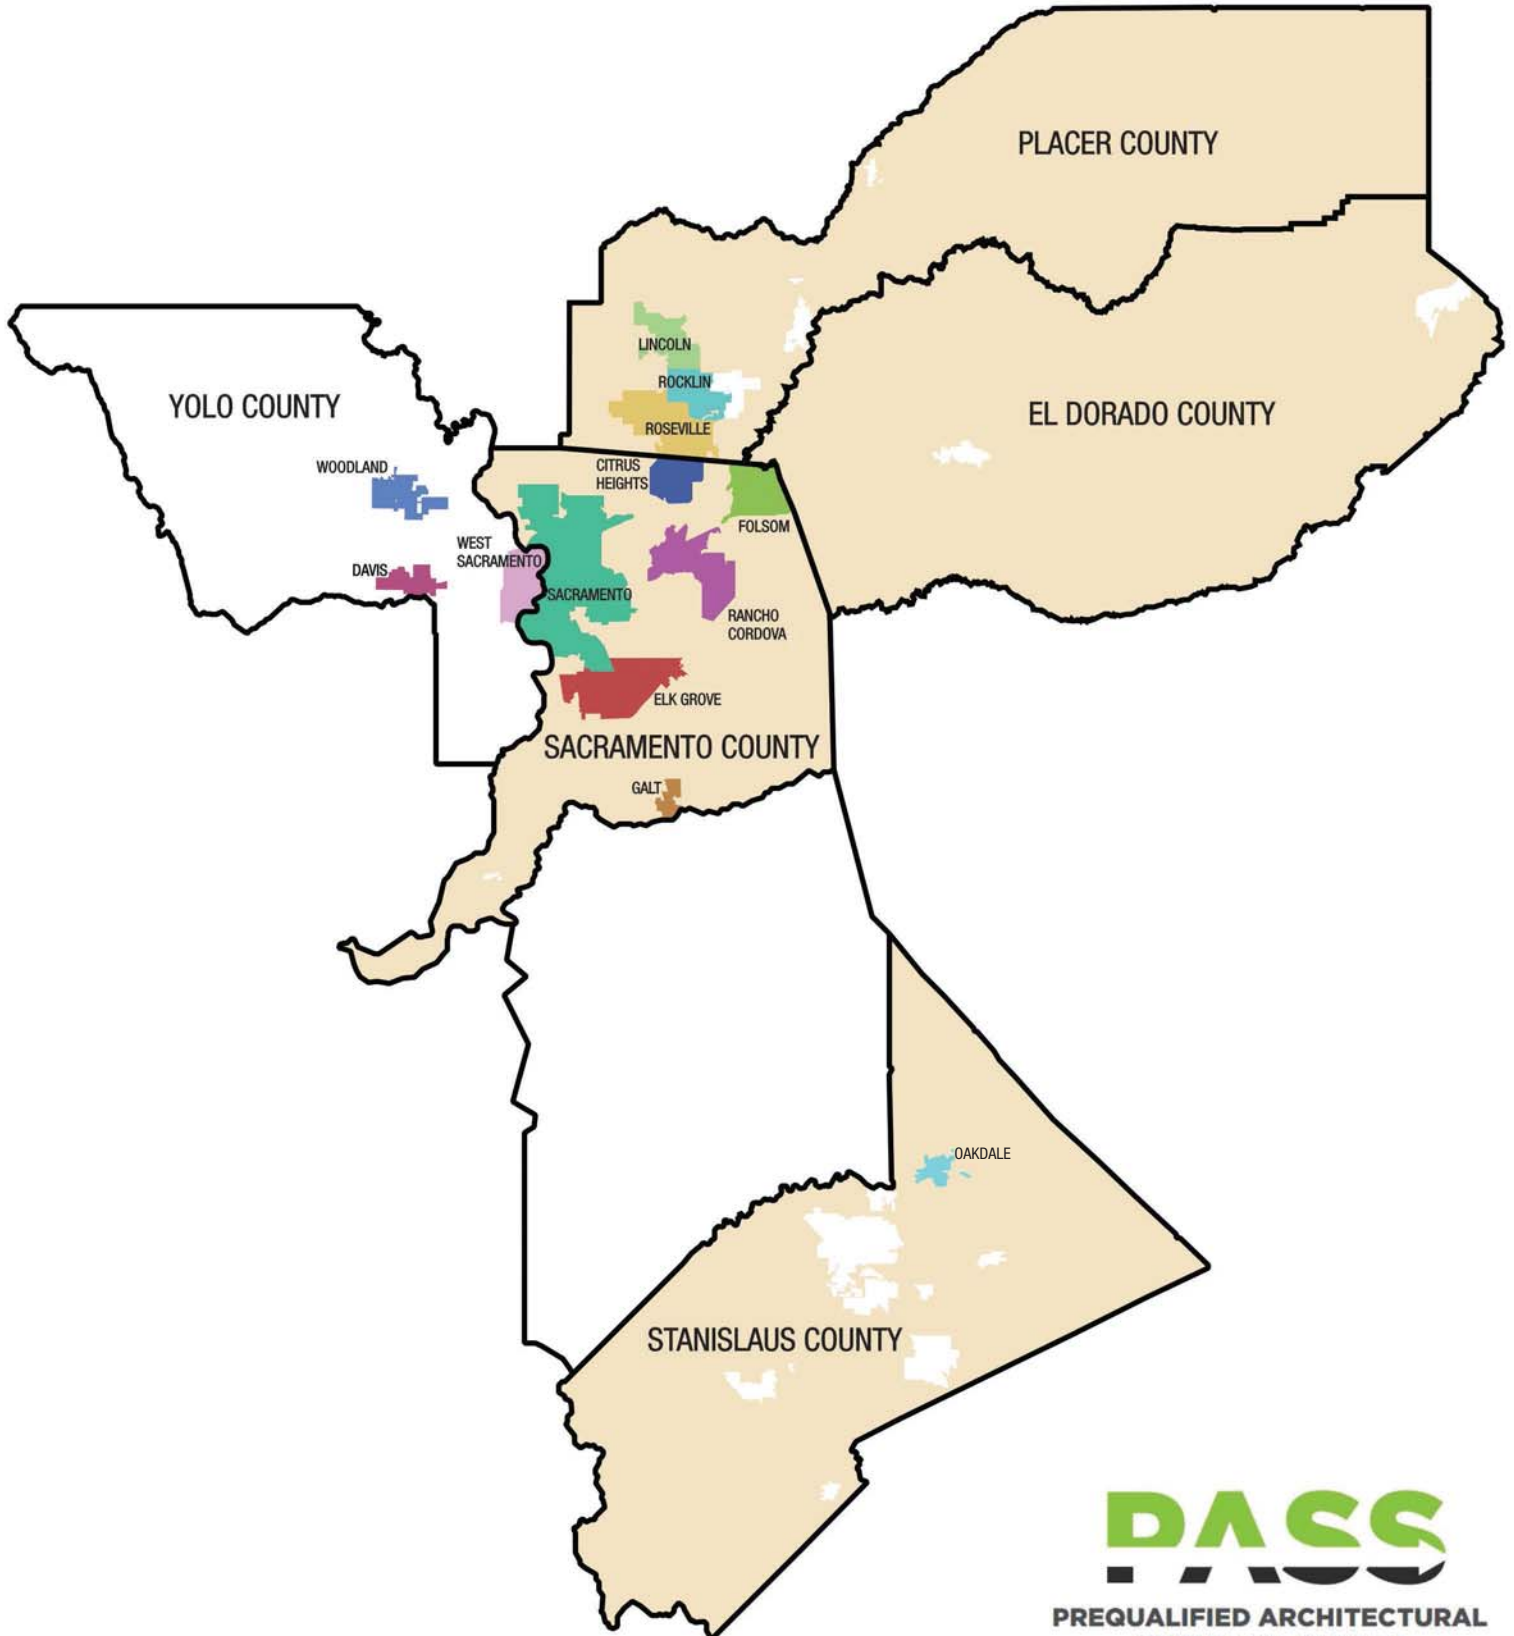 PLACER COUNTY
LINCOLN
ROCKLIN
YOLO COUNTY
EL DORADO COUNTY
ROSEVILLE
WOODLAND
CITRUS
HEIGHTS
FOLSOM
WEST
SACRAMENTO
DAVIS
SACRAMENTO
RANCHO
CORDOVA
ELK GROVE
SACRAMENTO COUNTY
GALT
OAKDALE
STANISLAUS COUNTY
PASS
PREQUALIFIED ARCHITECTURAL